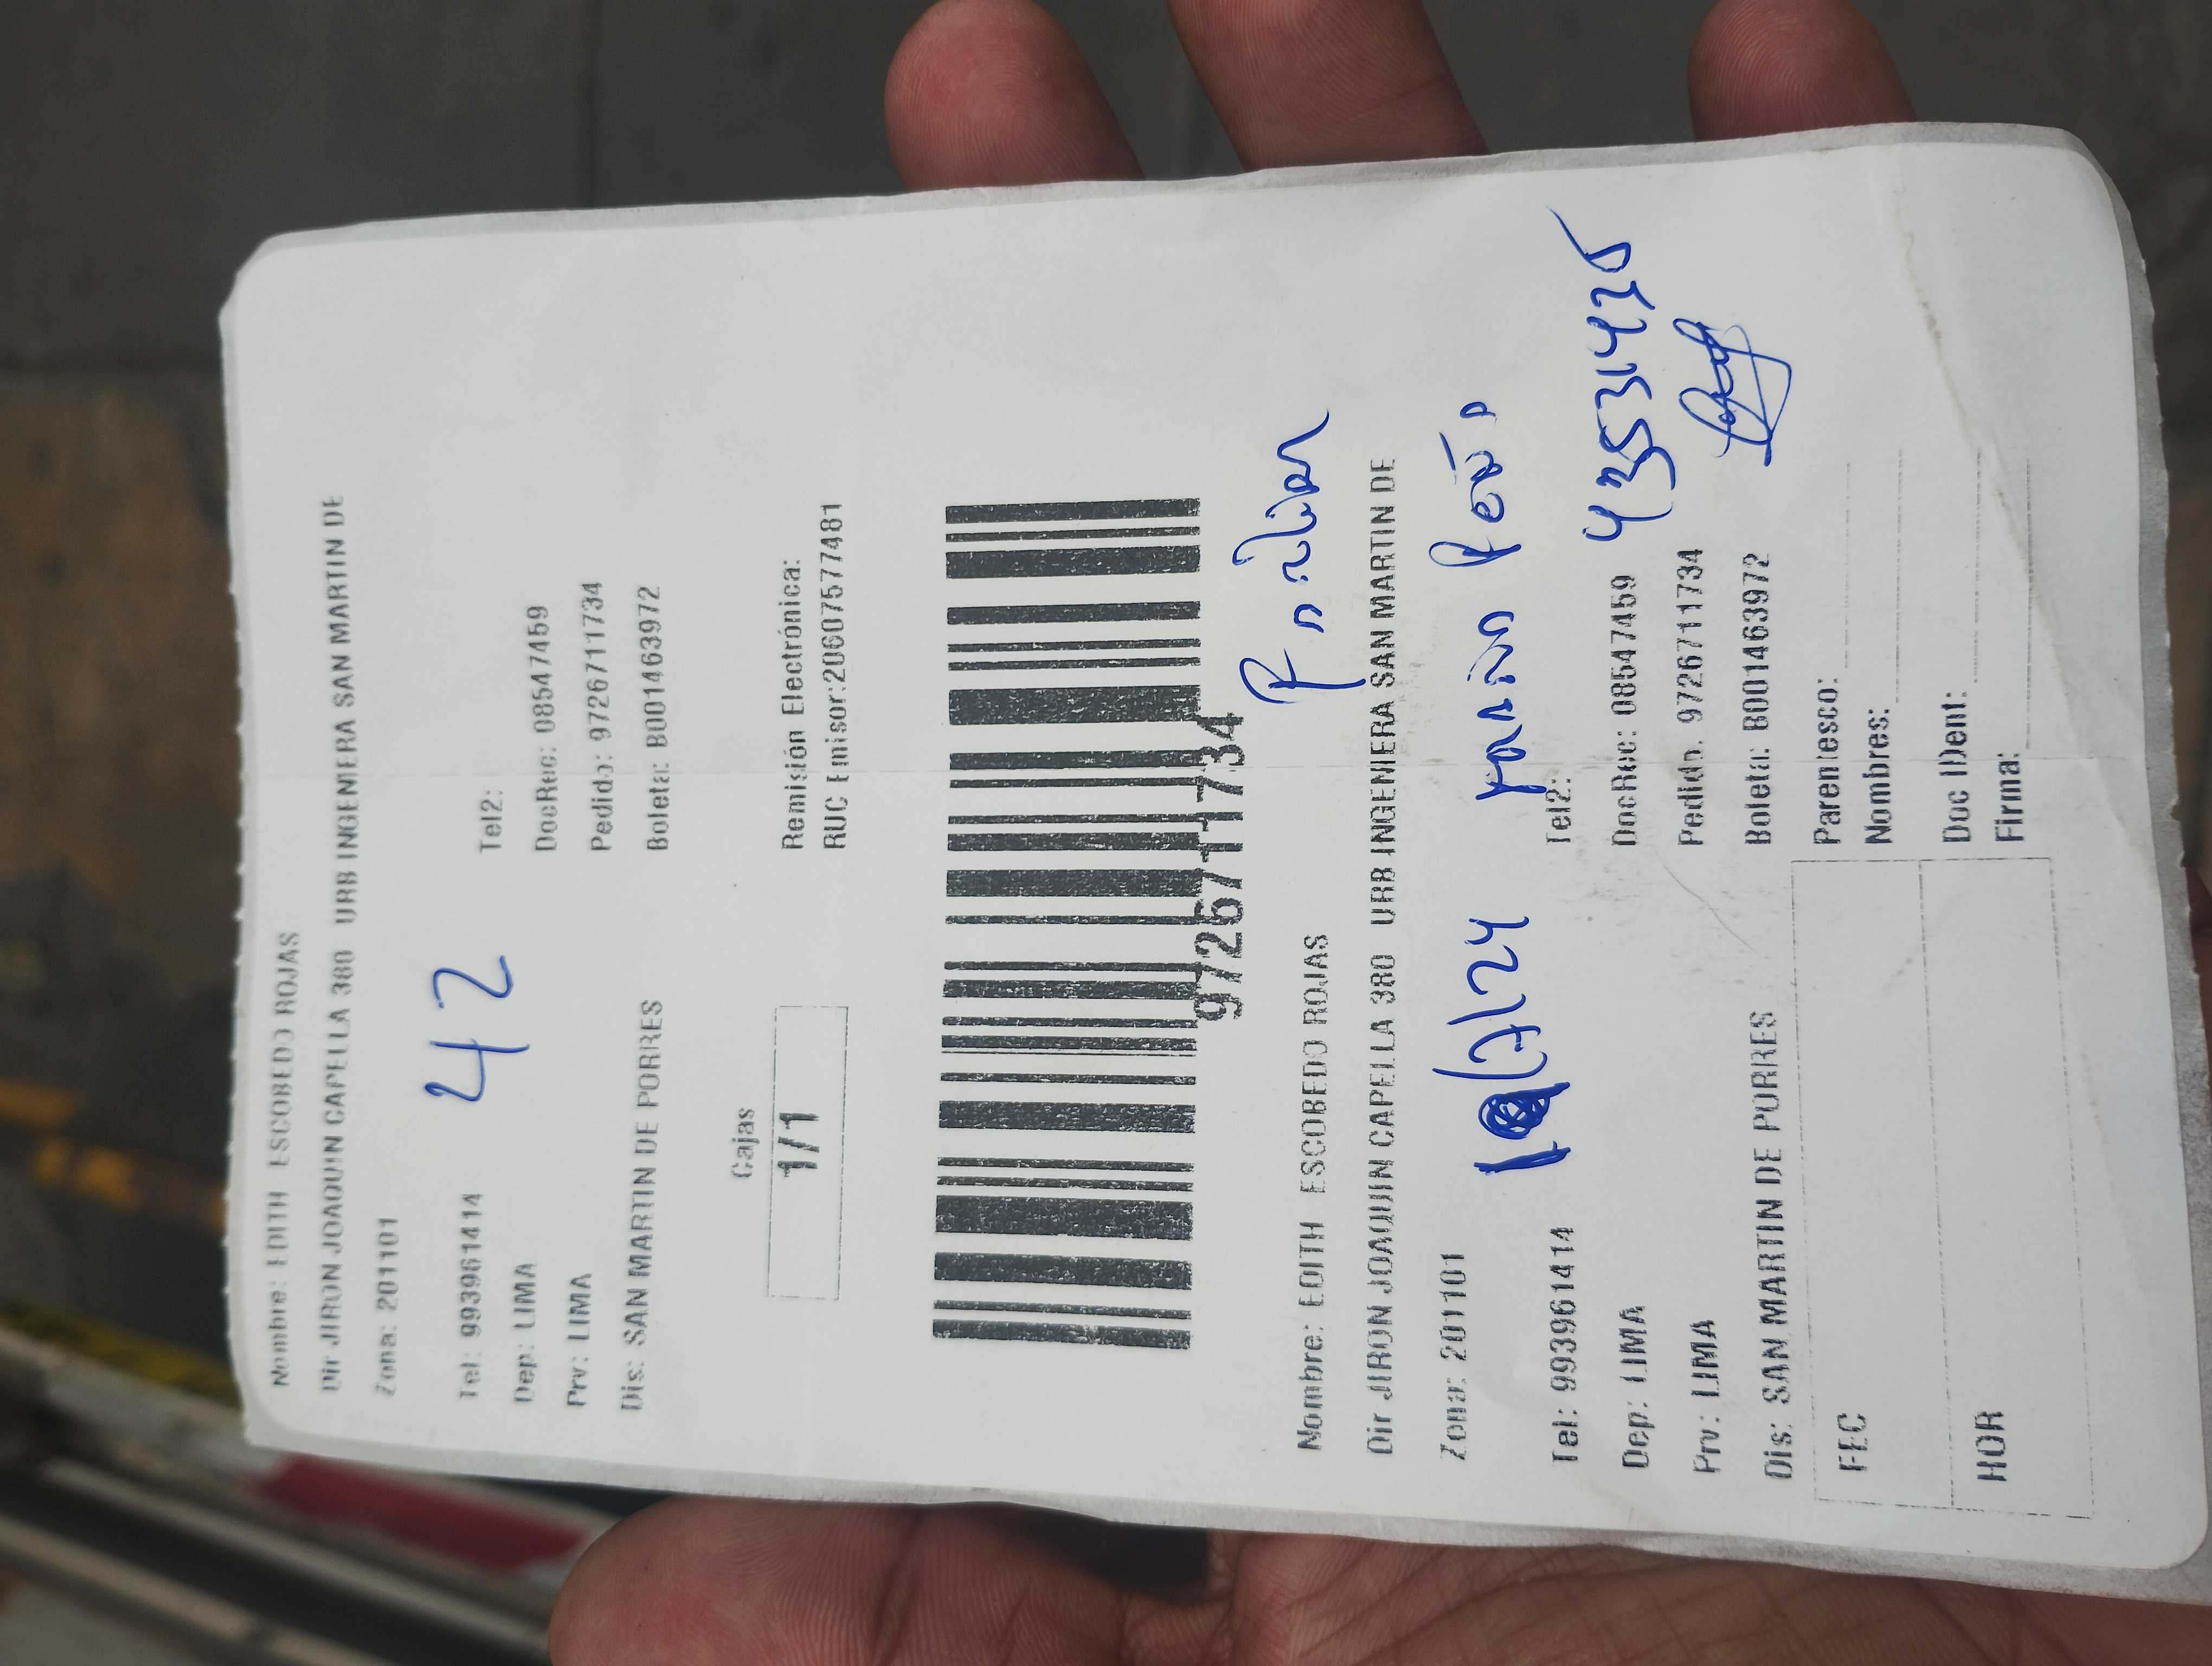 Nombre: EDITH ESCOBEDO ROJAS
Dir JIRON JOAQUIN CAPELLA 380 URB INGENIERA SAN MARTIN DE
Zona: 201101
42
Tel: 993961414 Tel2:
Dep: LIMA DocRec: 08547459
Prv: LIMA Pedido: 972671734
Dis: SAN MARTIN DE PORRES Boleta: B001463972
Cajas
1/1
Remisión Electrónica:
RUC Emisor:20607577481
9726711734
Nombre: EDITH ESCOBEDO ROJAS
Dir JIRON JOAQUIN CAPELLA 380 URB INGENIERA SAN MARTIN DE
Zona: 201101
Tel: 993961414 Tel2:
Dep: LIMA DocRec: 08547459
Prv: LIMA Pedido. 9726711734
Dis: SAN MARTIN DE PORRES Boleta: B001463972
FEC Parentesco:
Nombres:
HOR Doc IDent:
Firma: